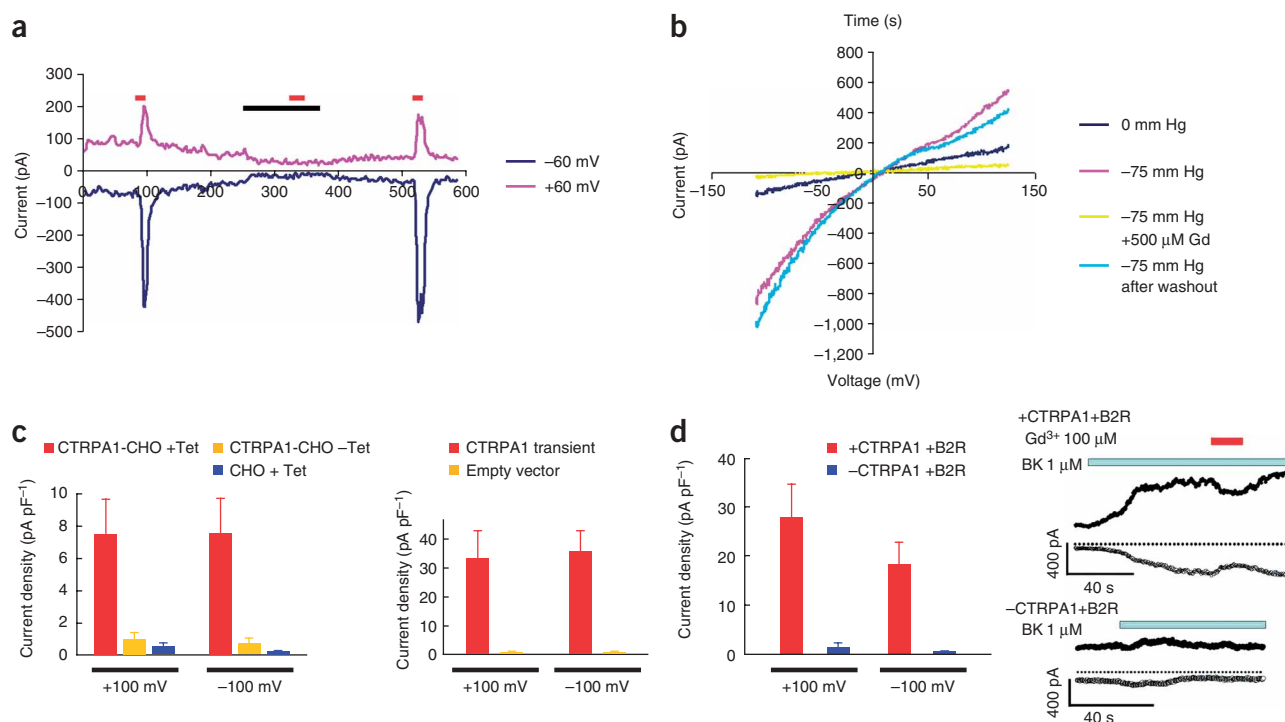 a
Current (pA)
300
200
100
0
−100
−200
−300
−400
−500
0
100
200
300
400
500
600
−60 mV
+60 mV
b
Time (s)
Current (pA)
800
600
400
200
0
−200
−400
−600
−800
−1,000
−1,200
−150
−50
50
150
Voltage (mV)
0 mm Hg
−75 mm Hg
−75 mm Hg
+500 µM Gd
−75 mm Hg
after washout
c
CTRPA1-CHO +Tet
CTRPA1-CHO −Tet
CHO + Tet
Current density (pA pF−1)
10
8
6
4
2
0
+100 mV
−100 mV
CTRPA1 transient
Empty vector
Current density (pA pF−1)
40
30
20
10
0
+100 mV
−100 mV
d
+CTRPA1 +B2R
−CTRPA1 +B2R
Current density (pA pF−1)
40
30
20
10
0
+100 mV
−100 mV
+CTRPA1+B2R
Gd3+ 100 µM
BK 1 µM
400 pA
40 s
−CTRPA1+B2R
BK 1 µM
400 pA
40 s